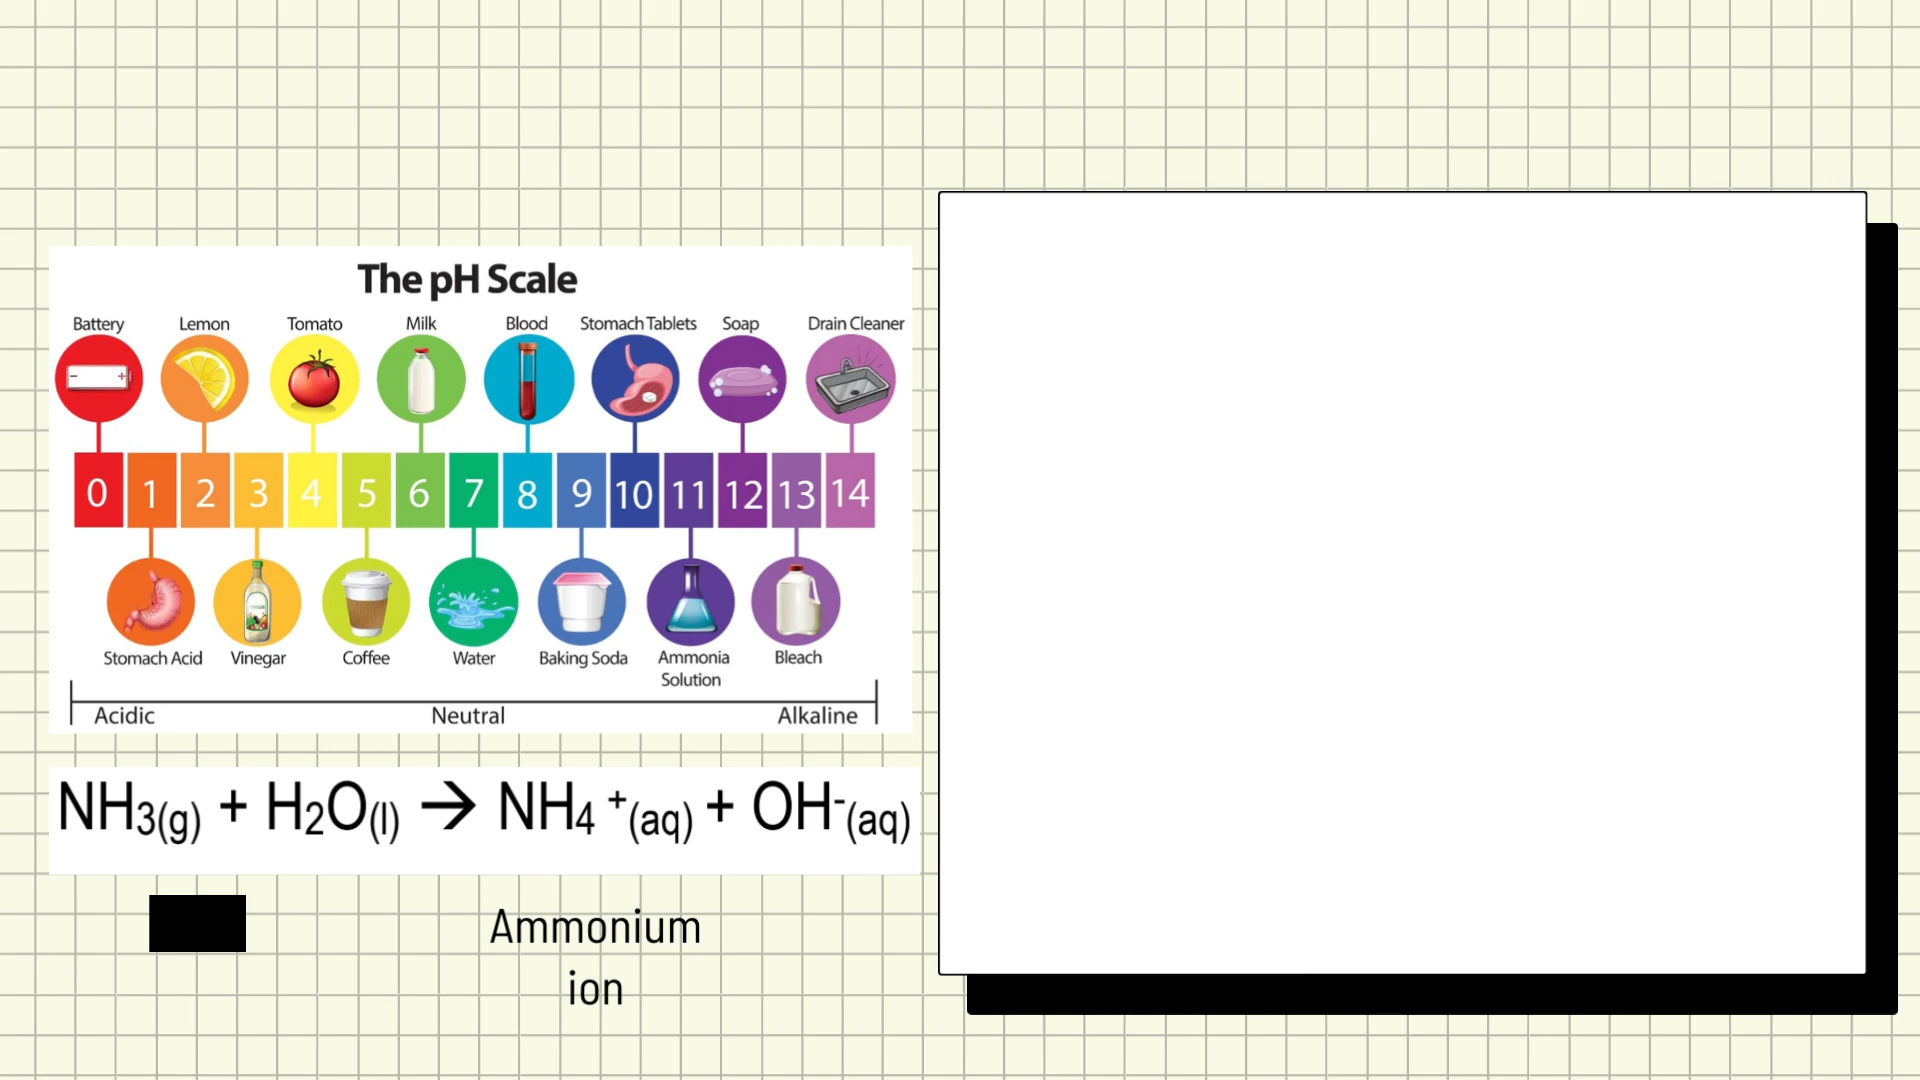 The pH Scale
Battery Lemon Tomato Milk Blood Stomach Tablets Soap Drain Cleaner
0 1 2 3 4 5 6 7 8 9 10 11 12 13 14
Stomach Acid Vinegar Coffee Water Baking Soda Ammonia Solution Bleach
Acidic Neutral Alkaline
NH3(g) + H2O(l) → NH4 +(aq) + OH-(aq)
Ammonium
ion